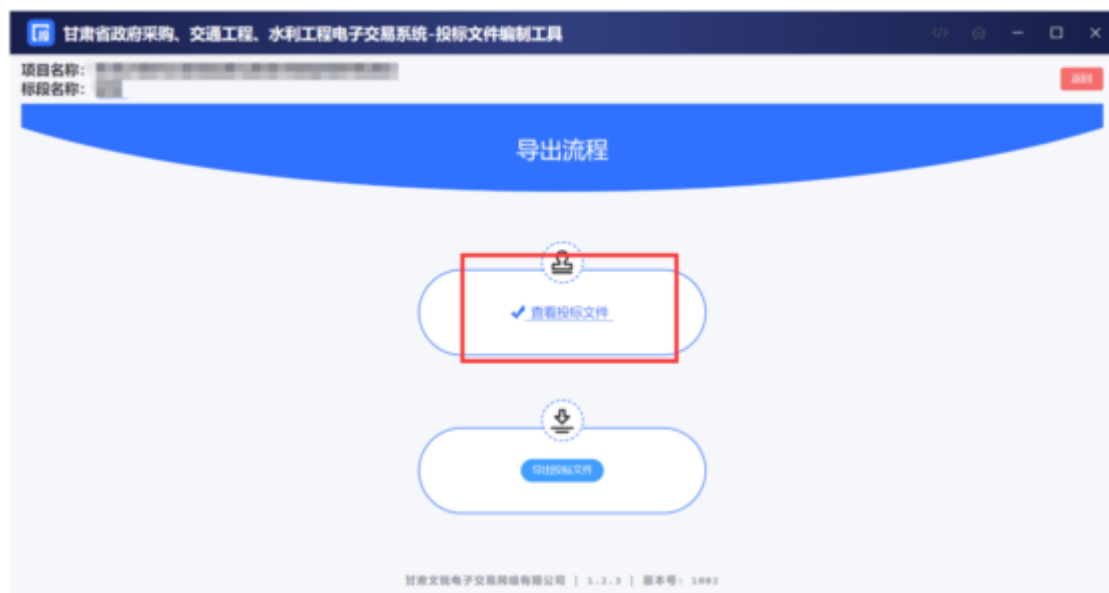 甘肃省政府采购、交通工程、水利工程电子交易系统-投标文件编制工具
项目名称:
标段名称:
返回
导出流程
查看投标文件
导出投标文件
甘肃文锐电子交易网络有限公司 | 1.2.3 | 版本号: 1002